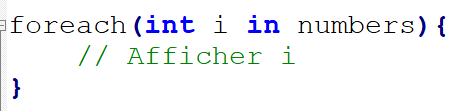 foreach(int i in numbers){
    // Afficher i
}